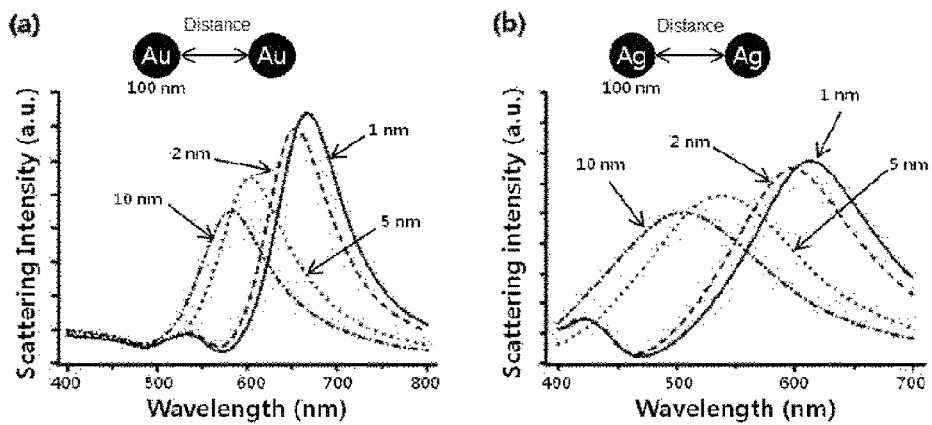 (a)
Distance
Au Au
100 nm
Scattering Intensity (a.u.)
1 nm
2 nm
10 nm
5 nm
400 500 600 700 800
Wavelength (nm)
(b)
Distance
Ag Ag
100 nm
Scattering intensity (a.u.)
1 nm
2 nm
10 nm
5 nm
400 500 600 700
Wavelength (nm)